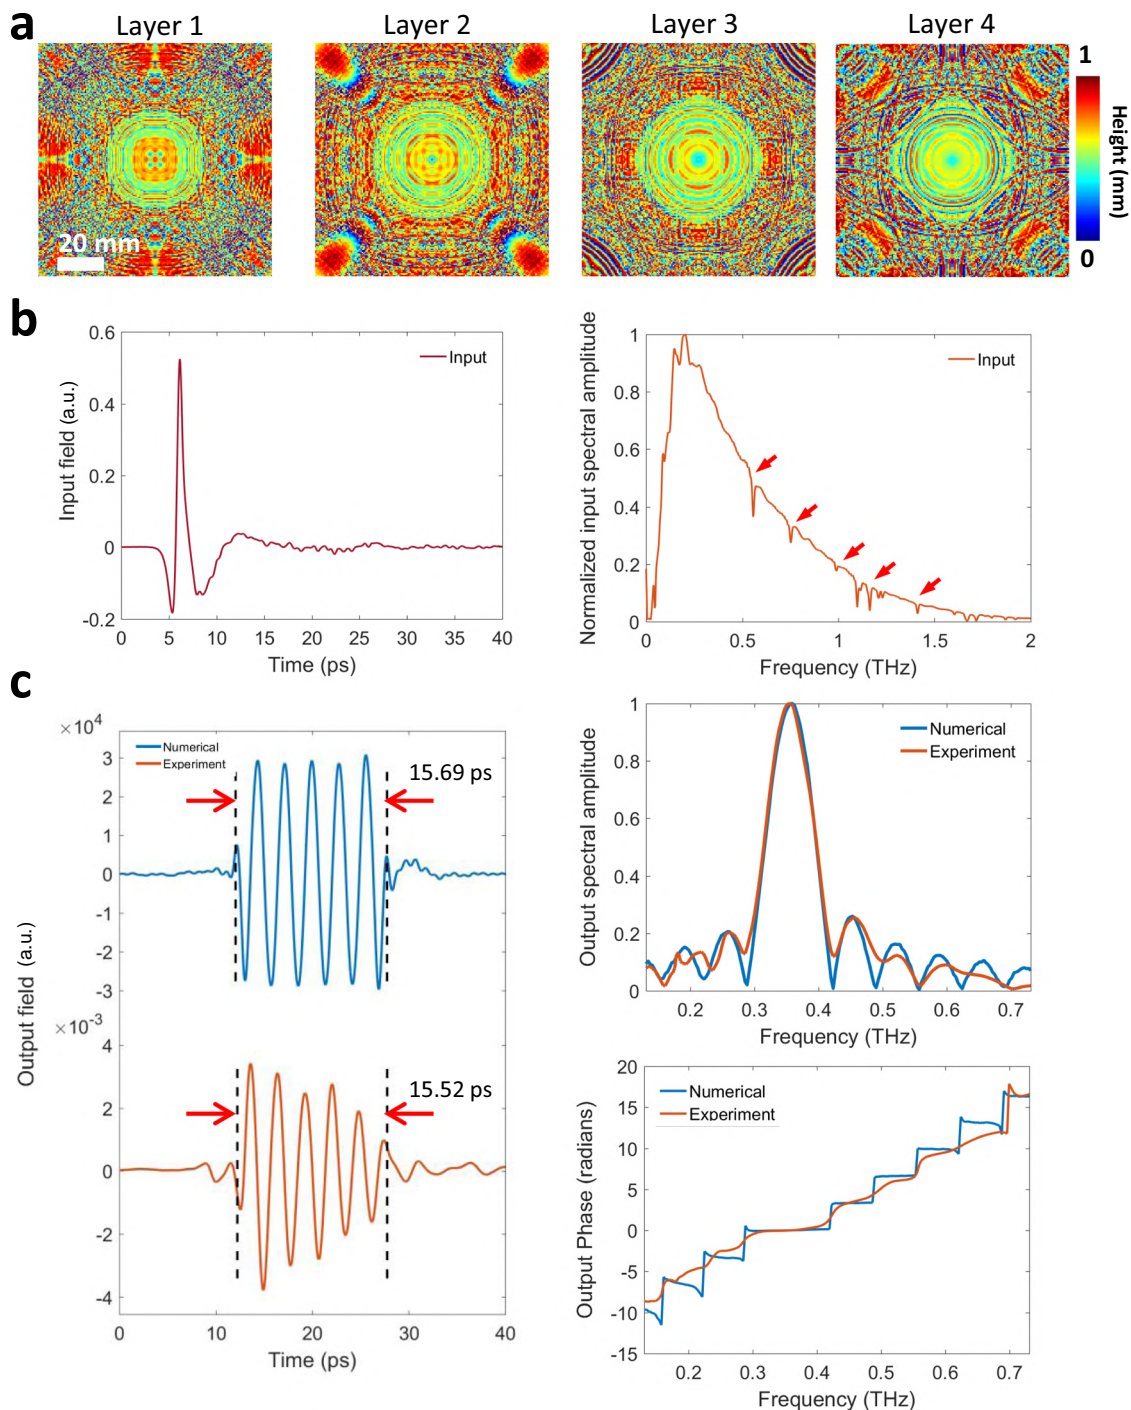 a
Layer 1
Layer 2
Layer 3
Layer 4
20 mm
1
Height (mm)
0
b
0.6
0.4
0.2
0
-0.2
Input field (a.u.)
Input
0
5
10
15
20
25
30
35
40
Time (ps)
Normalized input spectral amplitude
1
0.8
0.6
0.4
0.2
0
Input
0
0.5
1
1.5
2
Frequency (THz)
c
×10⁴
Numerical
Experiment
15.69 ps
3
2
1
0
-1
-2
-3
×10⁻³
Output field (a.u.)
15.52 ps
4
2
0
-2
-4
0
10
20
30
40
Time (ps)
Output spectral amplitude
1
0.8
0.6
0.4
0.2
0
Numerical
Experiment
0.2
0.3
0.4
0.5
0.6
0.7
Frequency (THz)
Output Phase (radians)
20
15
10
5
0
-5
-10
-15
Numerical
Experiment
0.2
0.3
0.4
0.5
0.6
0.7
Frequency (THz)